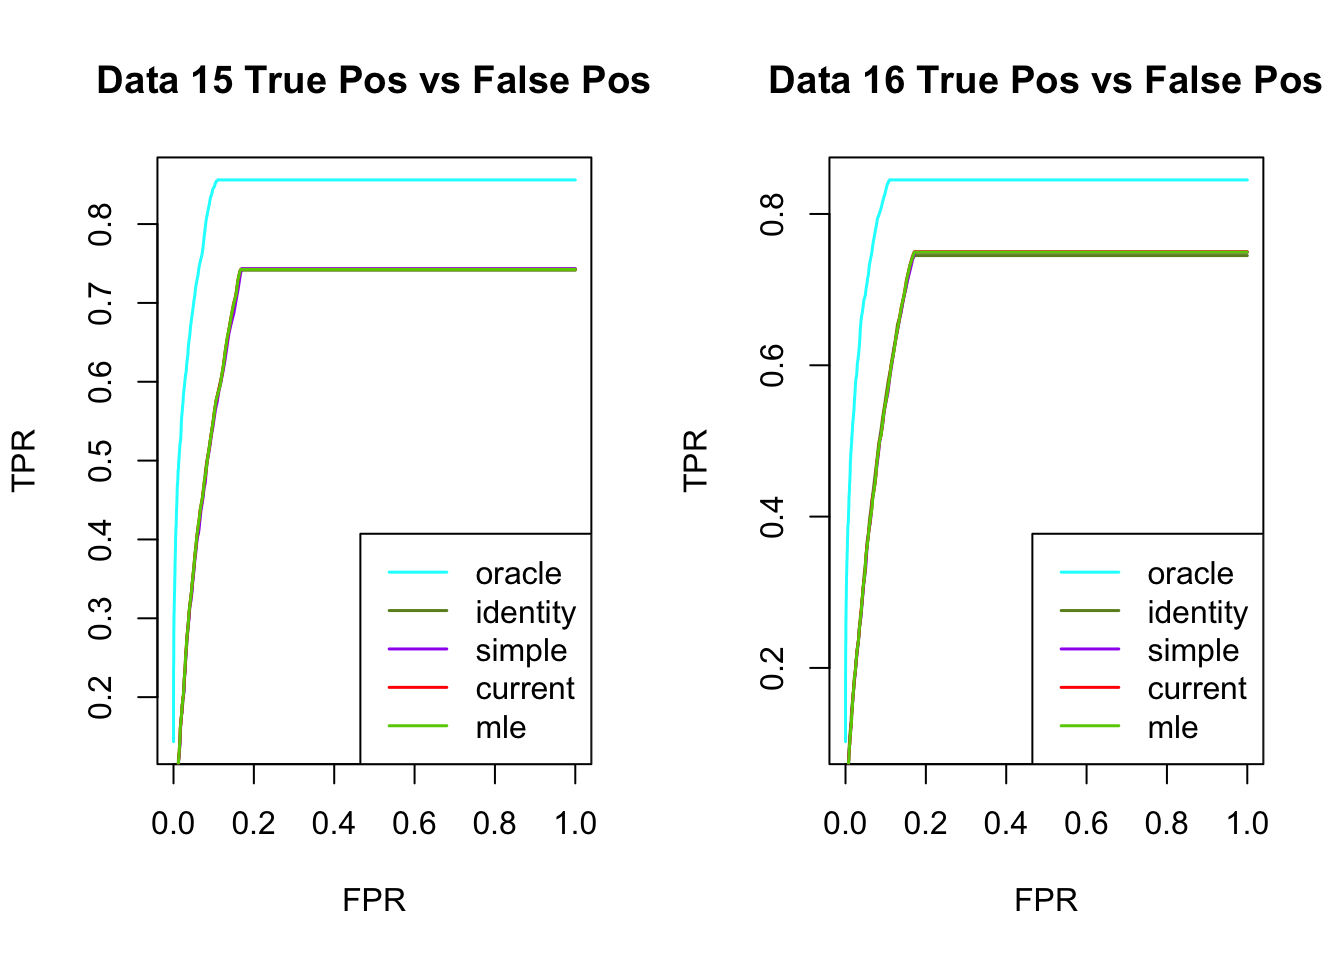 Data 15 True Pos vs False Pos
TPR
0.8
0.7
0.6
0.5
0.4
0.3
0.2
oracle
identity
simple
current
mle
0.0 0.2 0.4 0.6 0.8 1.0
FPR
Data 16 True Pos vs False Pos
TPR
0.8
0.6
0.4
0.2
oracle
identity
simple
current
mle
0.0 0.2 0.4 0.6 0.8 1.0
FPR